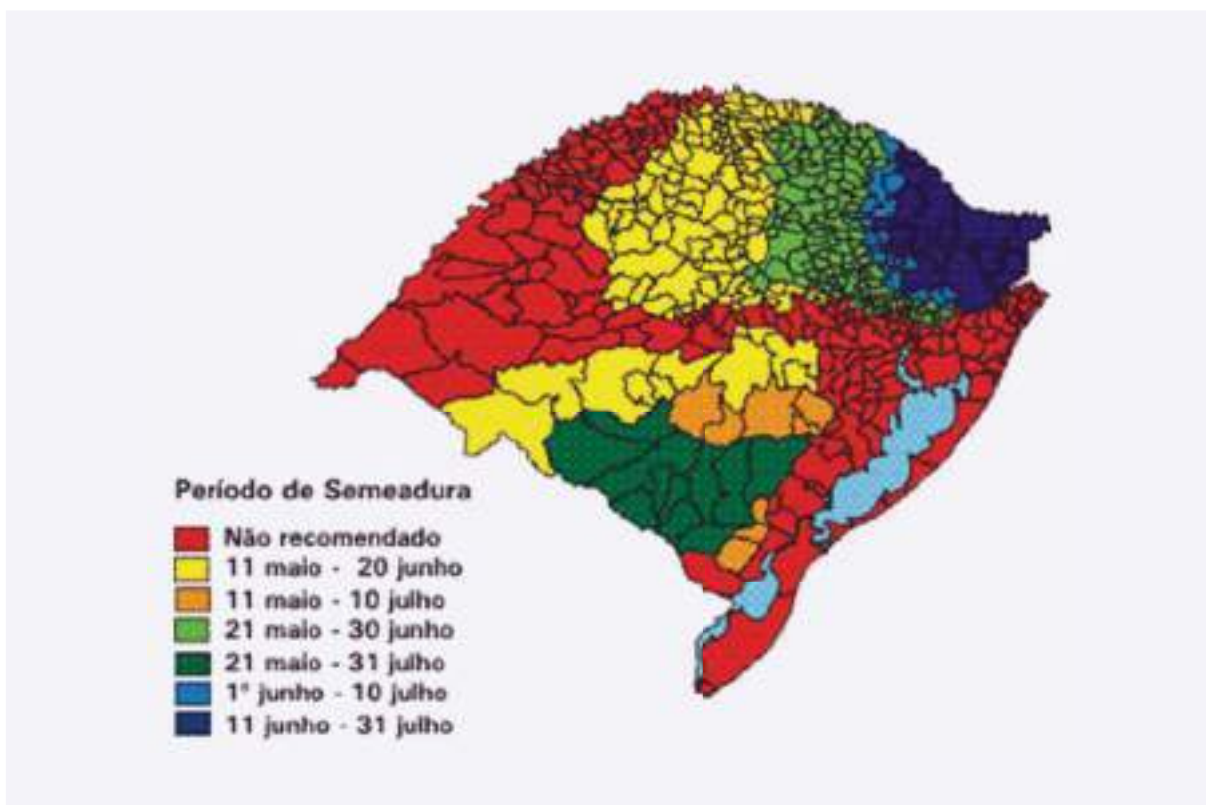 Período de Semeadura
Não recomendado
11 maio - 20 junho
11 maio - 10 julho
21 maio - 30 junho
21 maio - 31 julho
1º junho - 10 julho
11 junho - 31 julho